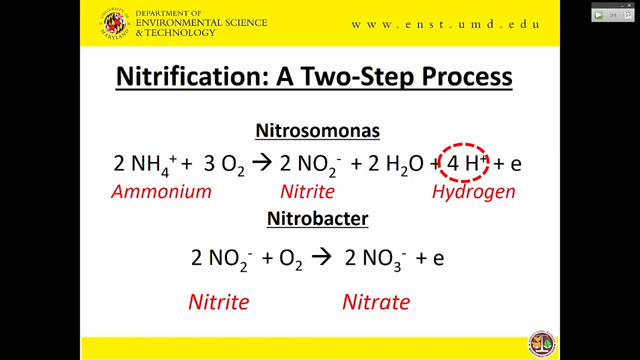 DEPARTMENT OF
ENVIRONMENTAL SCIENCE
& TECHNOLOGY
www.enst.umd.edu
Nitrification: A Two-Step Process
Nitrosomonas
2 NH₄⁺ + 3 O₂ → 2 NO₂⁻ + 2 H₂O + 4 H⁺ + e
Ammonium Nitrite Hydrogen
Nitrobacter
2 NO₂⁻ + O₂ → 2 NO₃⁻ + e
Nitrite Nitrate